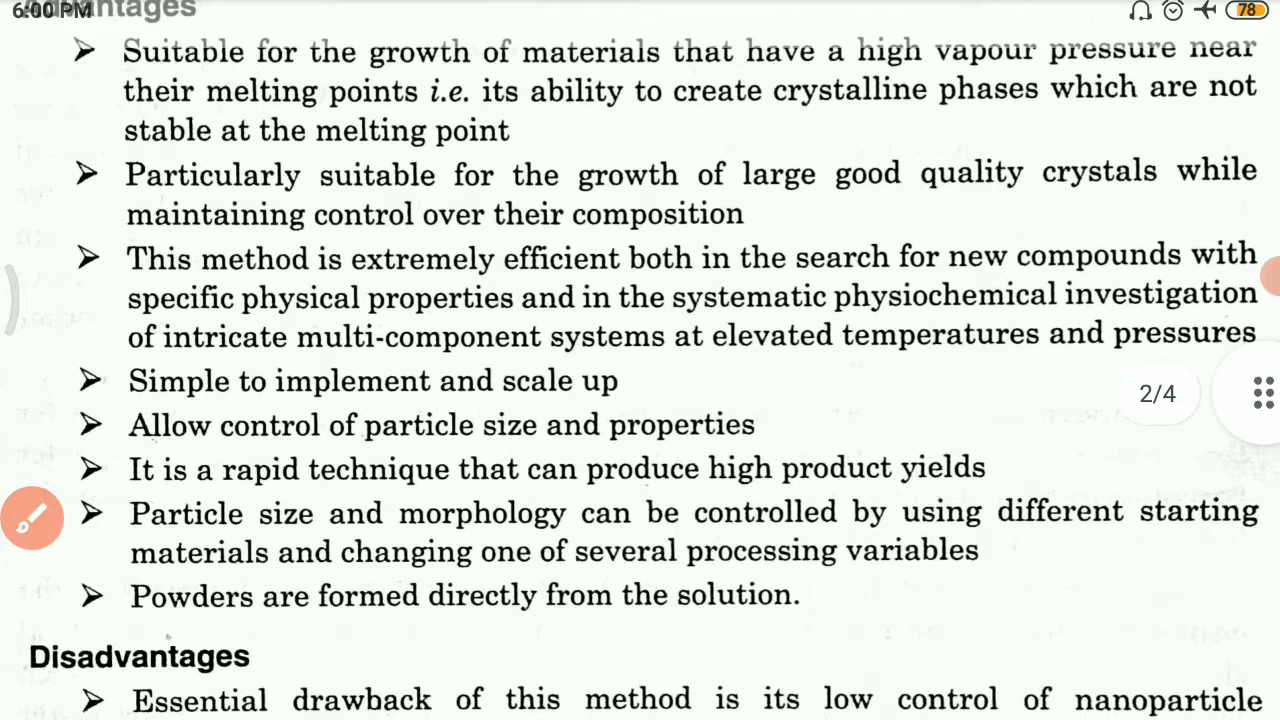 6:00 PM
78
Advantages
➤ Suitable for the growth of materials that have a high vapour pressure near
their melting points i.e. its ability to create crystalline phases which are not
stable at the melting point
➤ Particularly suitable for the growth of large good quality crystals while
maintaining control over their composition
➤ This method is extremely efficient both in the search for new compounds with
specific physical properties and in the systematic physiochemical investigation
of intricate multi-component systems at elevated temperatures and pressures
2/4
➤ Simple to implement and scale up
➤ Allow control of particle size and properties
➤ It is a rapid technique that can produce high product yields
➤ Particle size and morphology can be controlled by using different starting
materials and changing one of several processing variables
➤ Powders are formed directly from the solution.
Disadvantages
➤ Essential drawback of this method is its low control of nanoparticle